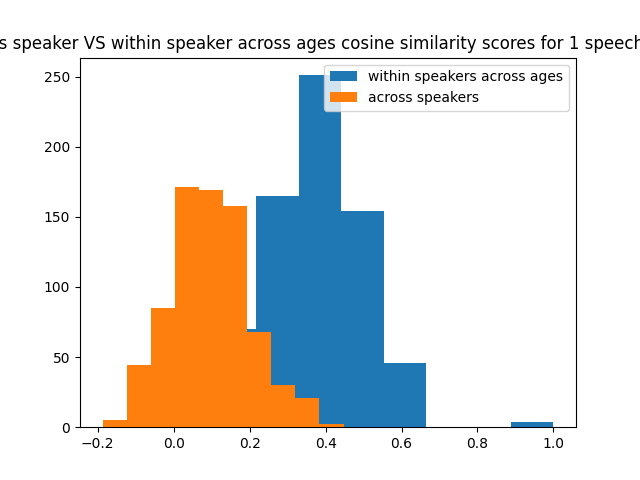 s speaker VS within speaker across ages cosine similarity scores for 1 speech
within speakers across ages
across speakers
250
200
150
100
50
0
−0.2 0.0 0.2 0.4 0.6 0.8 1.0